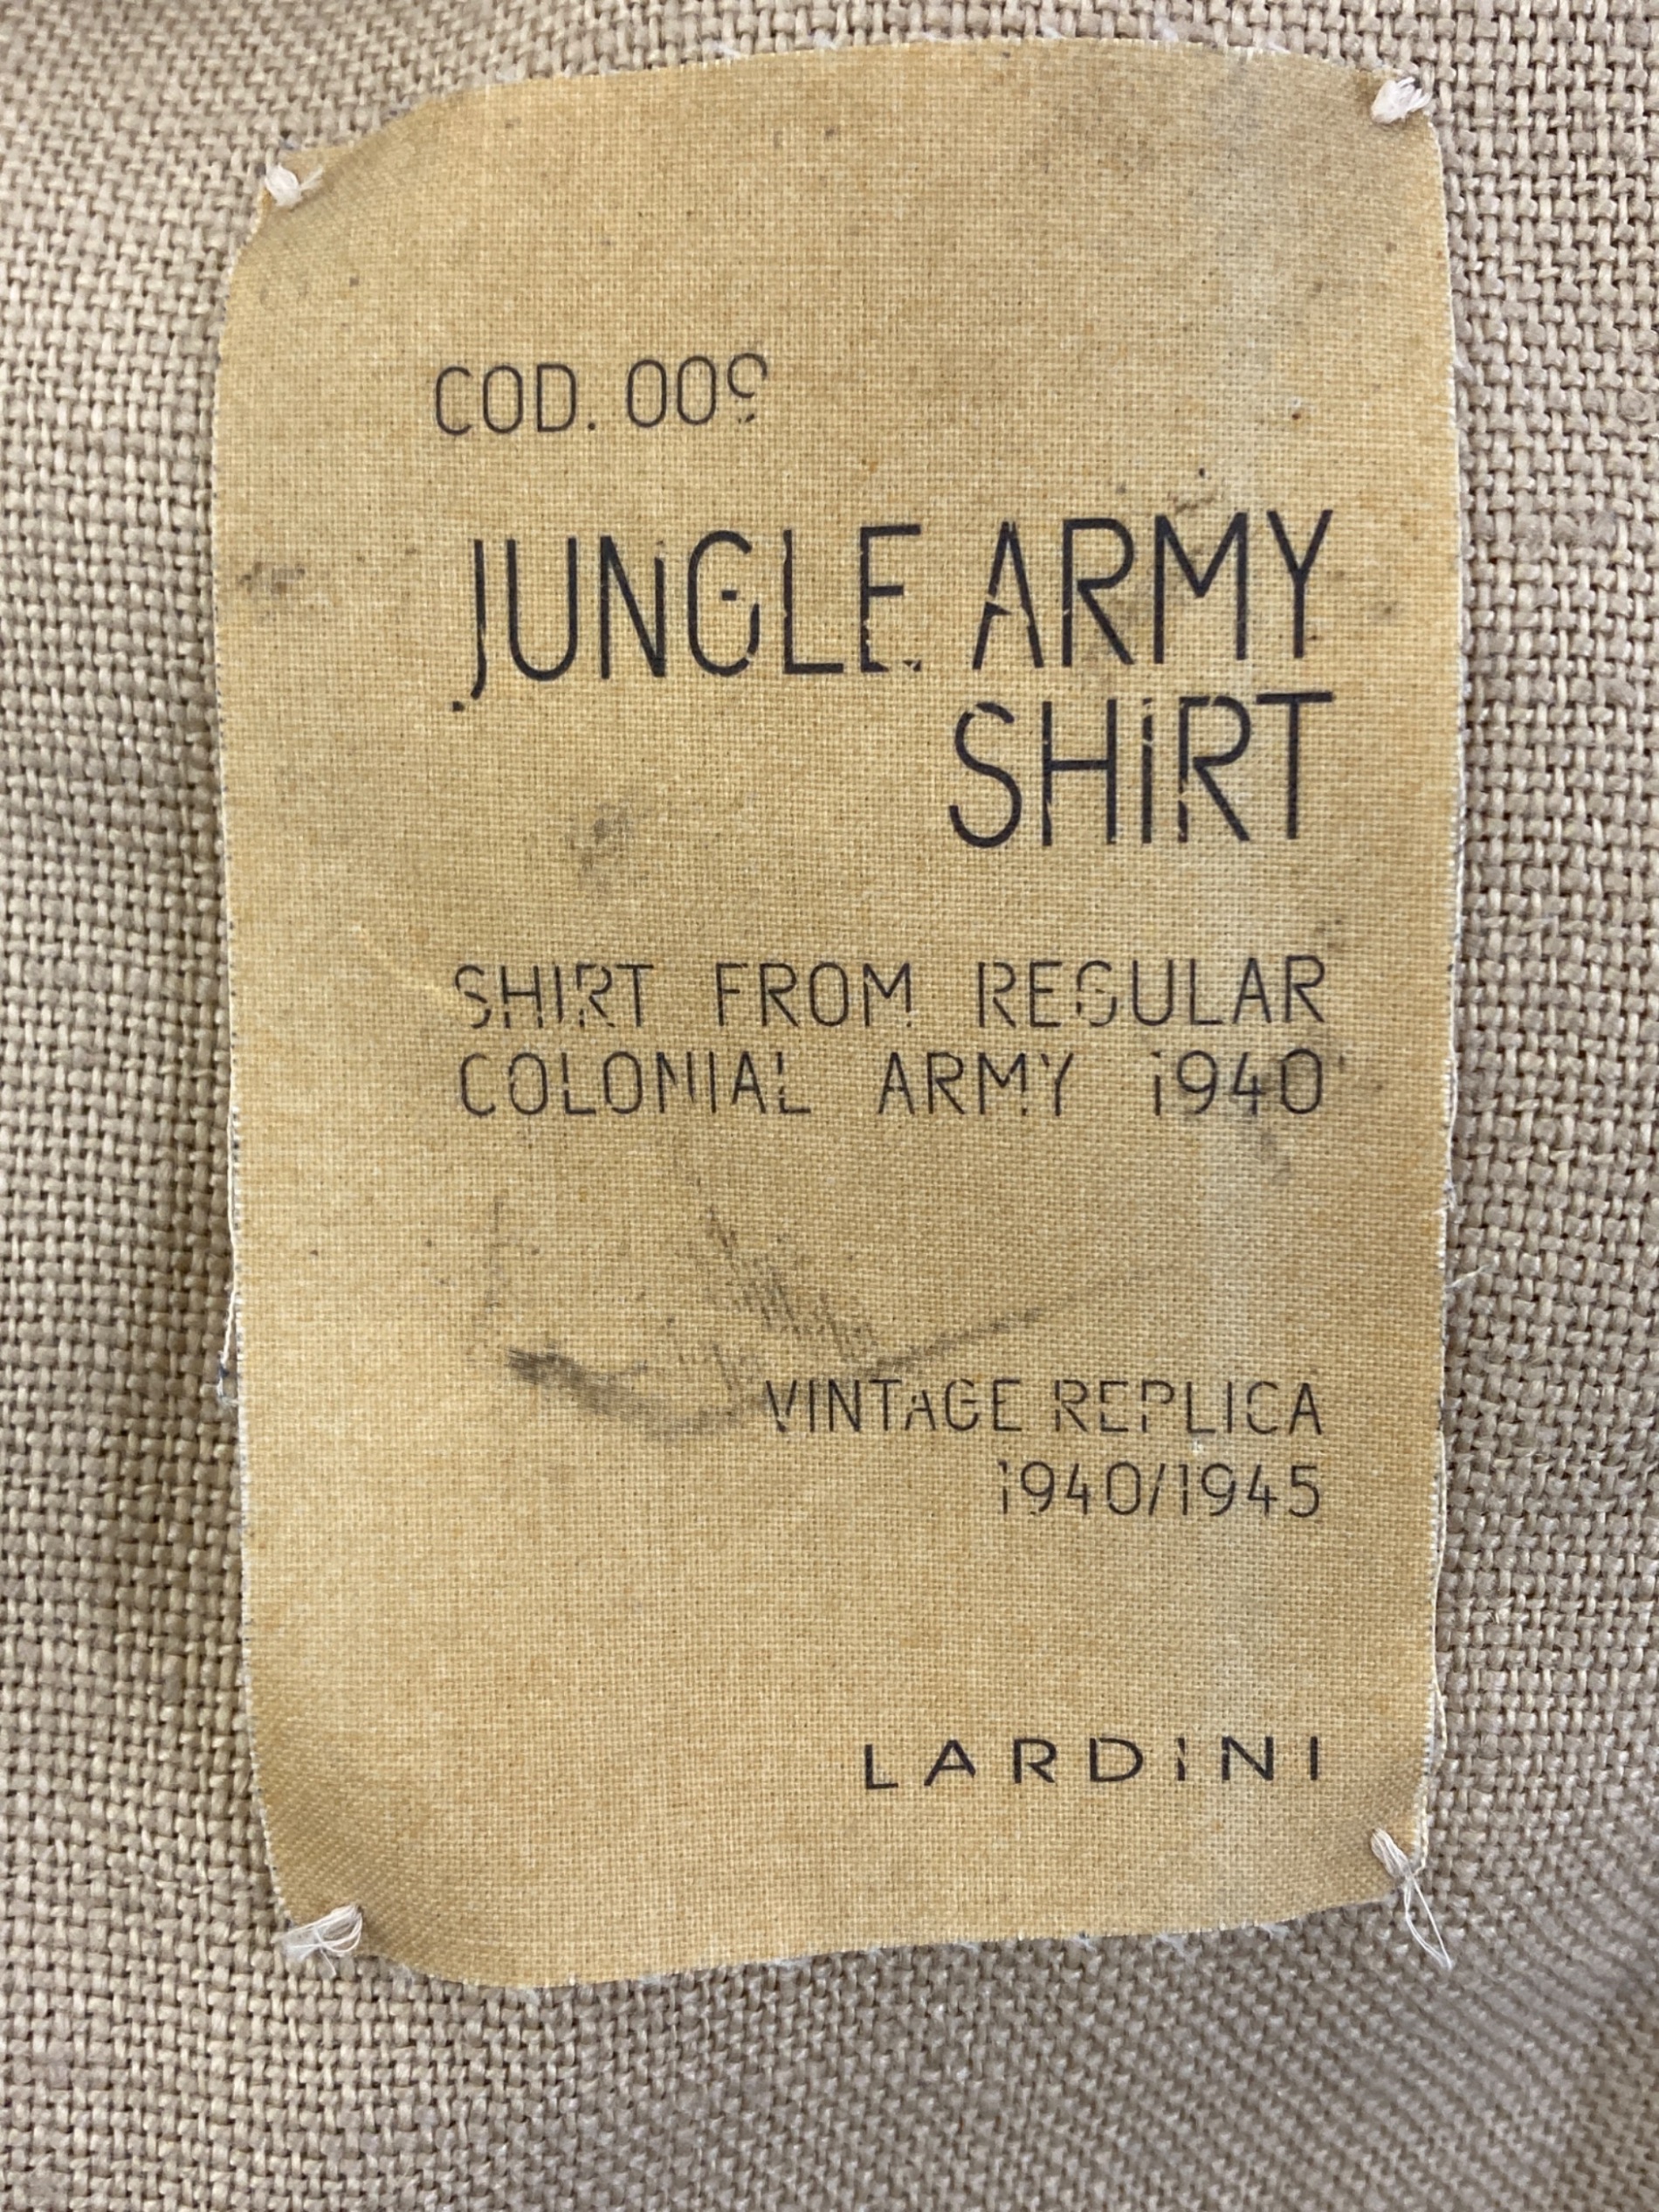 COD. 009
JUNGLE ARMY
SHIRT
SHIRT FROM REGULAR
COLONIAL ARMY 1940
VINTAGE REPLICA
1940/1945
LARDINI